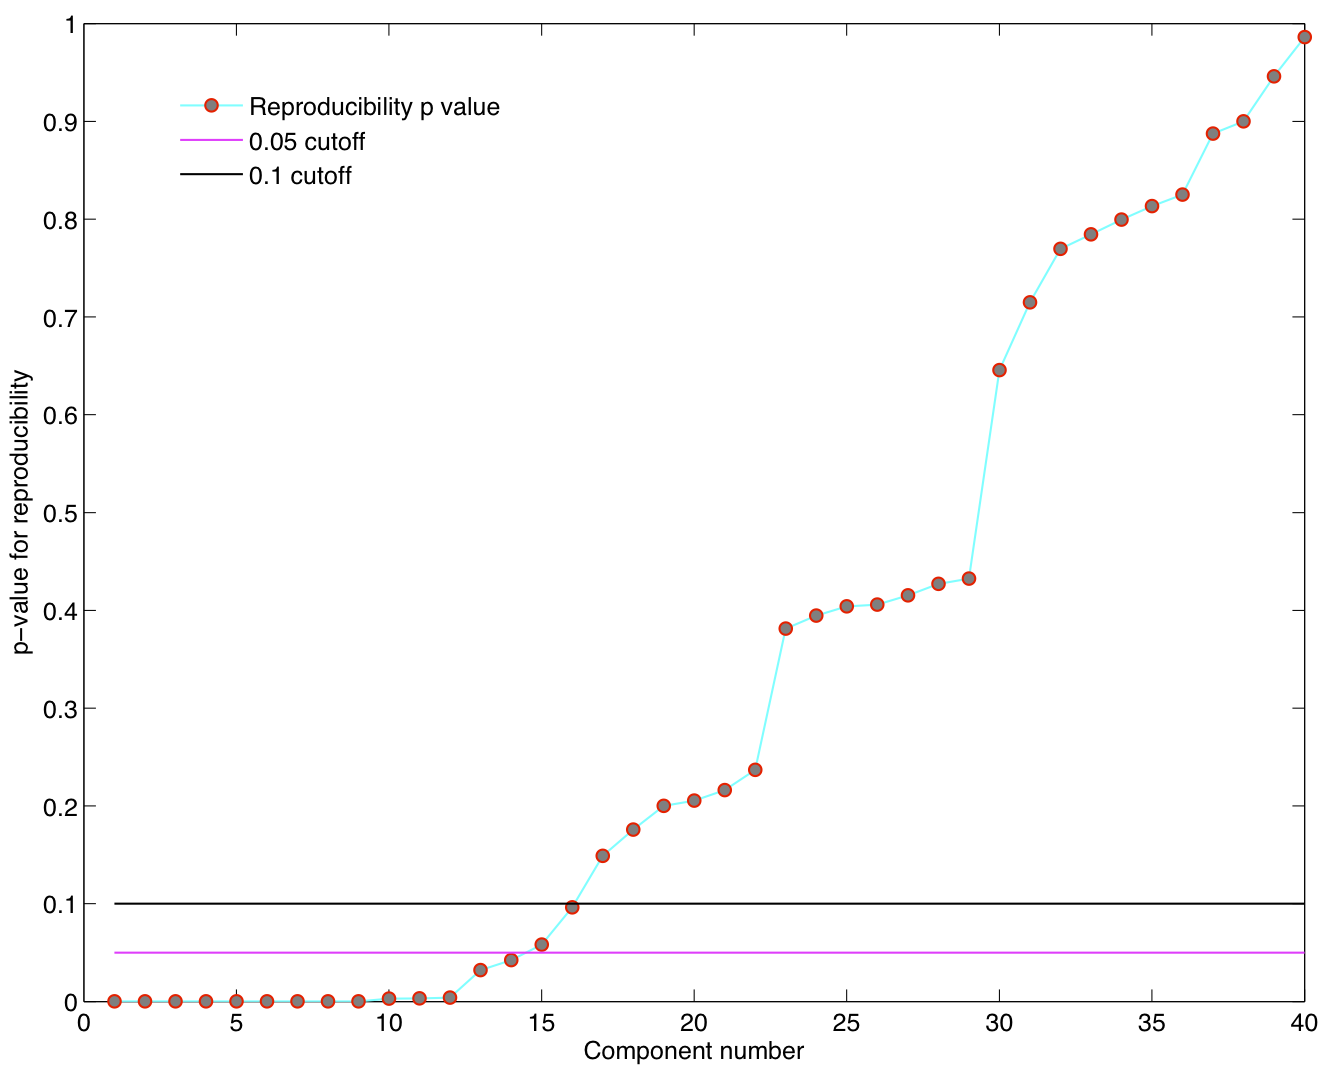 1
0.9
0.8
0.7
0.6
0.5
0.4
0.3
0.2
0.1
0
p−value for reproducibility
Reproducibility p value
0.05 cutoff
0.1 cutoff
0 5 10 15 20 25 30 35 40
Component number